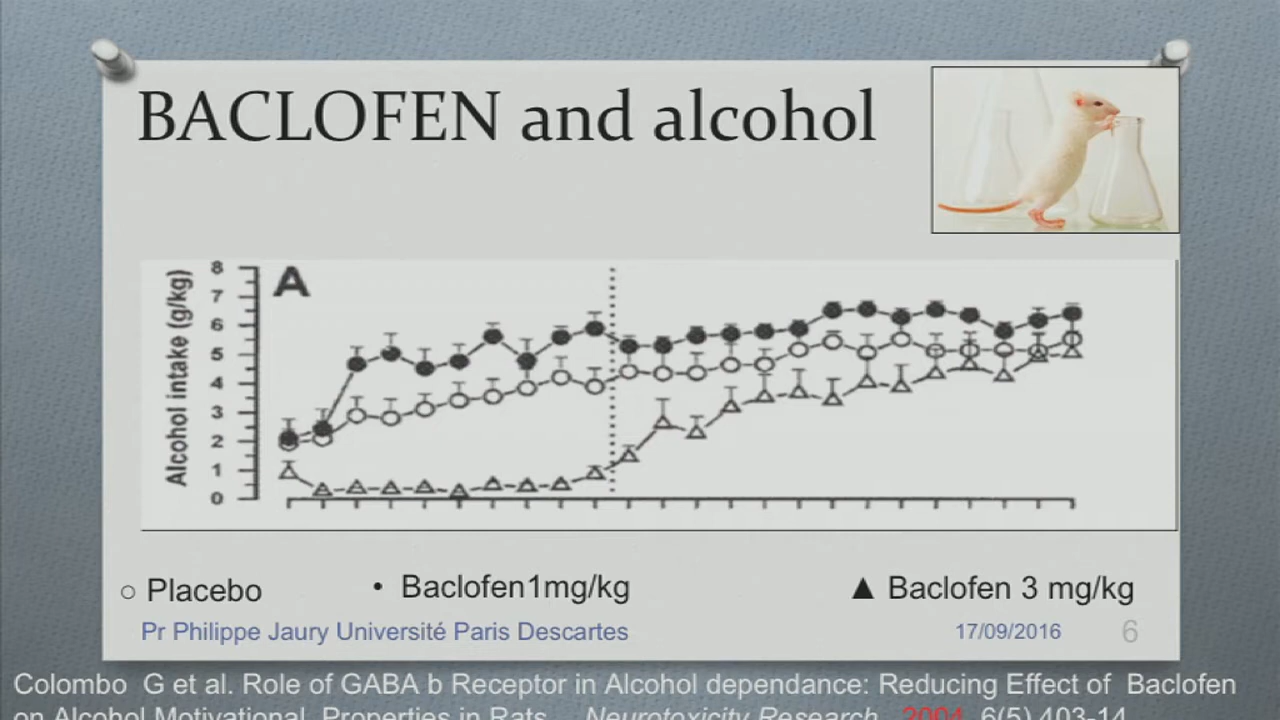 BACLOFEN and alcohol
A
Alcohol intake (g/kg)
8
7
6
5
4
3
2
1
0
○ Placebo
• Baclofen1mg/kg
▲ Baclofen 3 mg/kg
Pr Philippe Jaury Université Paris Descartes
17/09/2016
6
Colombo G et al. Role of GABA b Receptor in Alcohol dependance: Reducing Effect of Baclofen
on Alcohol Motivational Properties in Rats Neurotoxicity Research 2004 6(5) 403-14